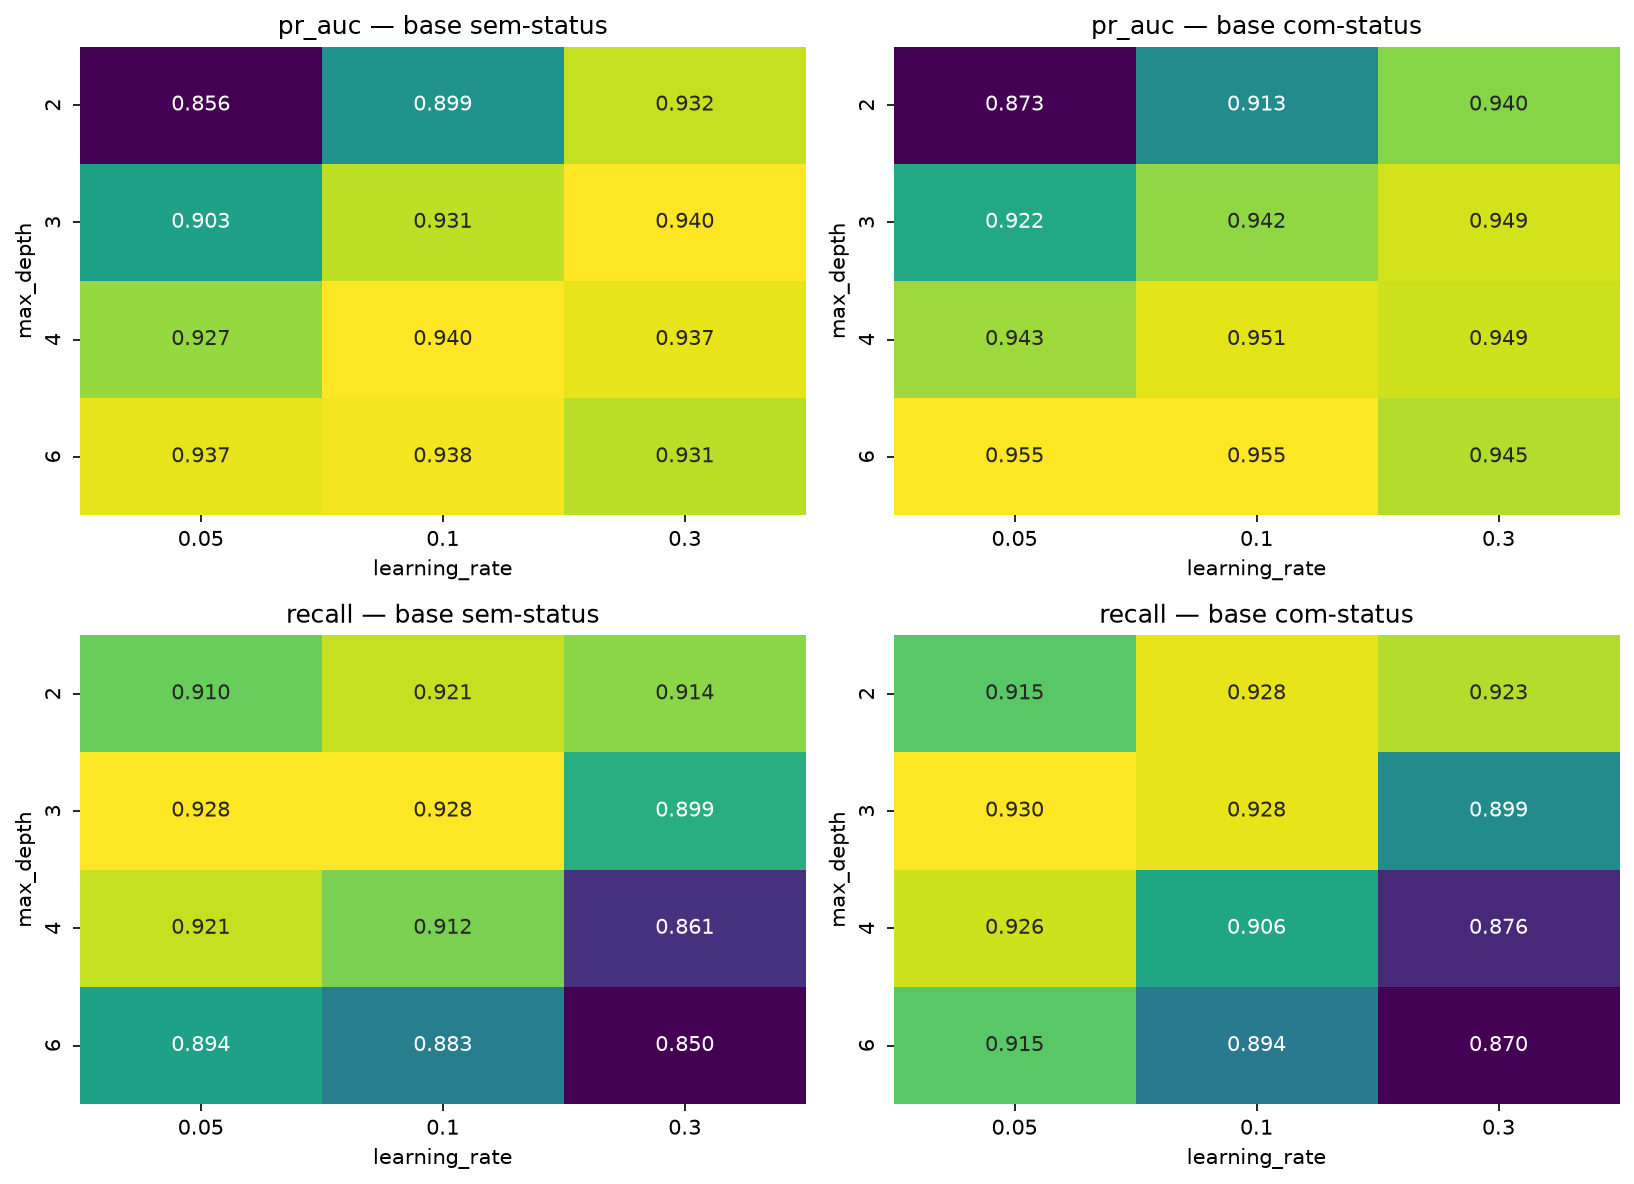 pr_auc — base sem-status
max_depth
2 0.856 0.899 0.932
3 0.903 0.931 0.940
4 0.927 0.940 0.937
6 0.937 0.938 0.931
0.05 0.1 0.3
learning_rate
pr_auc — base com-status
max_depth
2 0.873 0.913 0.940
3 0.922 0.942 0.949
4 0.943 0.951 0.949
6 0.955 0.955 0.945
0.05 0.1 0.3
learning_rate
recall — base sem-status
max_depth
2 0.910 0.921 0.914
3 0.928 0.928 0.899
4 0.921 0.912 0.861
6 0.894 0.883 0.850
0.05 0.1 0.3
learning_rate
recall — base com-status
max_depth
2 0.915 0.928 0.923
3 0.930 0.928 0.899
4 0.926 0.906 0.876
6 0.915 0.894 0.870
0.05 0.1 0.3
learning_rate